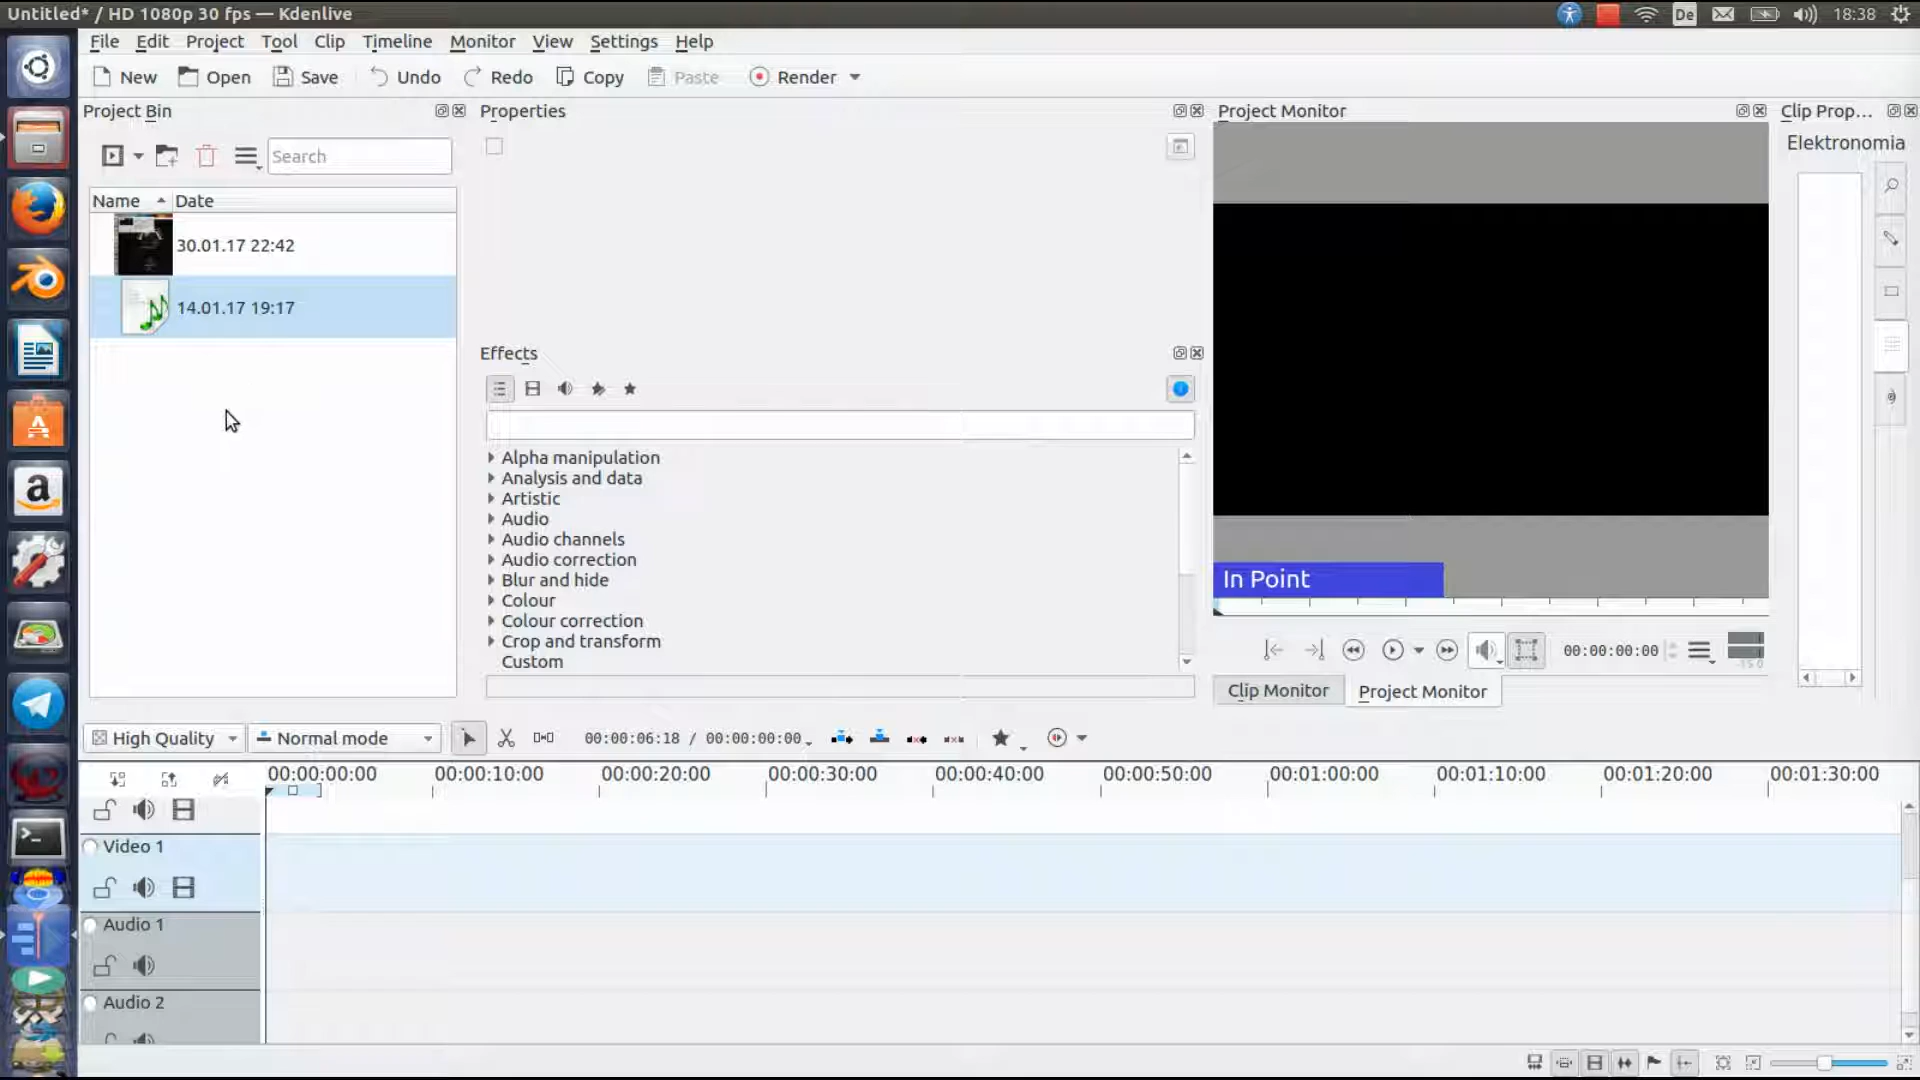 Untitled* / HD 1080p 30 fps — Kdenlive
De
18:38
File Edit Project Tool Clip Timeline Monitor View Settings Help
New Open Save Undo Redo Copy Paste Render
Project Bin
Properties
Project Monitor
Clip Prop...
Elektronomia
Search
Name Date
30.01.17 22:42
14.01.17 19:17
Effects
Alpha manipulation
Analysis and data
Artistic
Audio
Audio channels
Audio correction
Blur and hide
Colour
Colour correction
Crop and transform
Custom
In Point
00:00:00:00
-15 0
Clip Monitor Project Monitor
High Quality Normal mode 00:00:06:18 / 00:00:00:00
00:00:00:00 00:00:10:00 00:00:20:00 00:00:30:00 00:00:40:00 00:00:50:00 00:01:00:00 00:01:10:00 00:01:20:00 00:01:30:00
Video 1
Audio 1
Audio 2